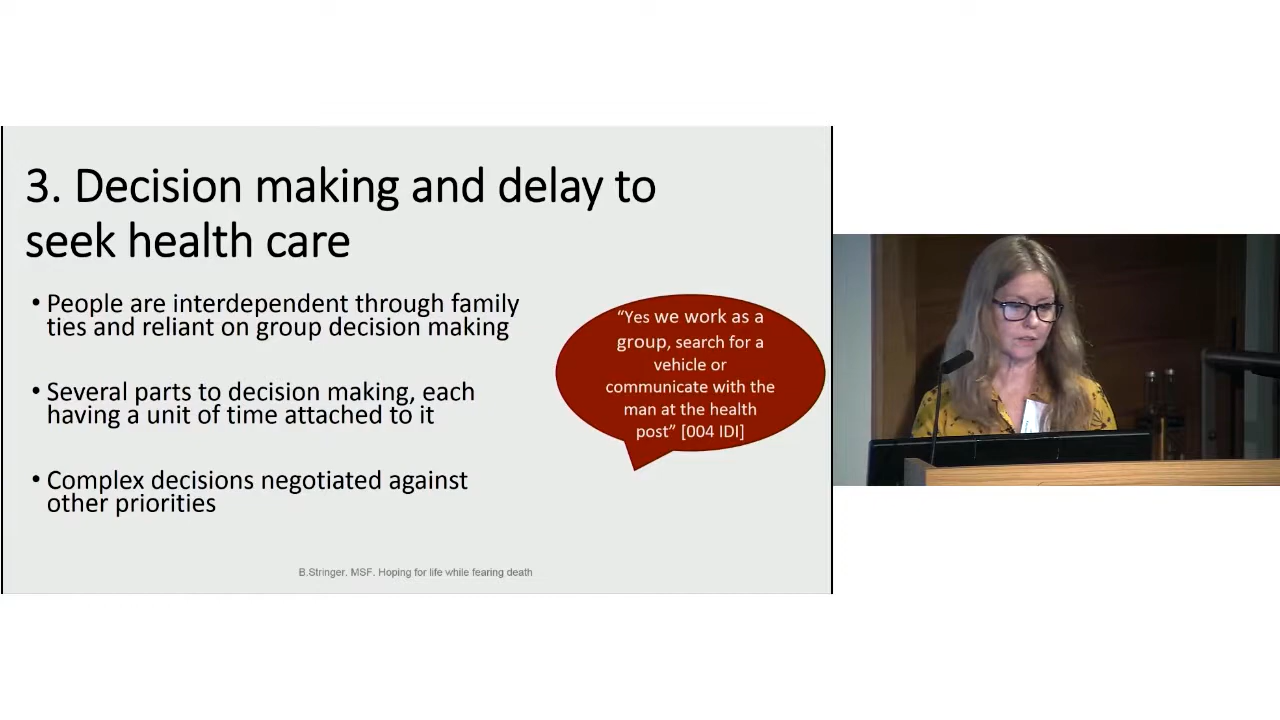 3. Decision making and delay to
seek health care
• People are interdependent through family
ties and reliant on group decision making
• Several parts to decision making, each
having a unit of time attached to it
• Complex decisions negotiated against
other priorities
“Yes we work as a
group, search for a
vehicle or
communicate with the
man at the health
post” [004 IDI]
B.Stringer. MSF. Hoping for life while fearing death